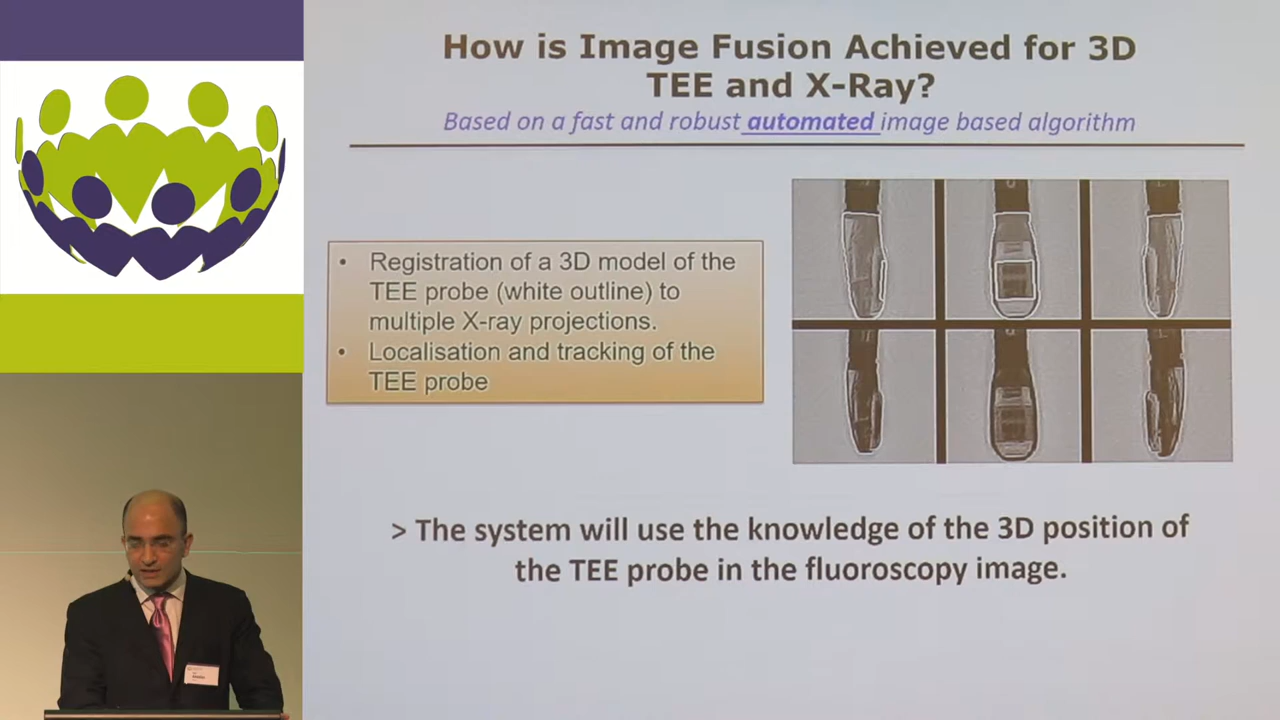 How is Image Fusion Achieved for 3D
TEE and X-Ray?
Based on a fast and robust automated image based algorithm
• Registration of a 3D model of the
TEE probe (white outline) to
multiple X-ray projections.
• Localisation and tracking of the
TEE probe
> The system will use the knowledge of the 3D position of
the TEE probe in the fluoroscopy image.